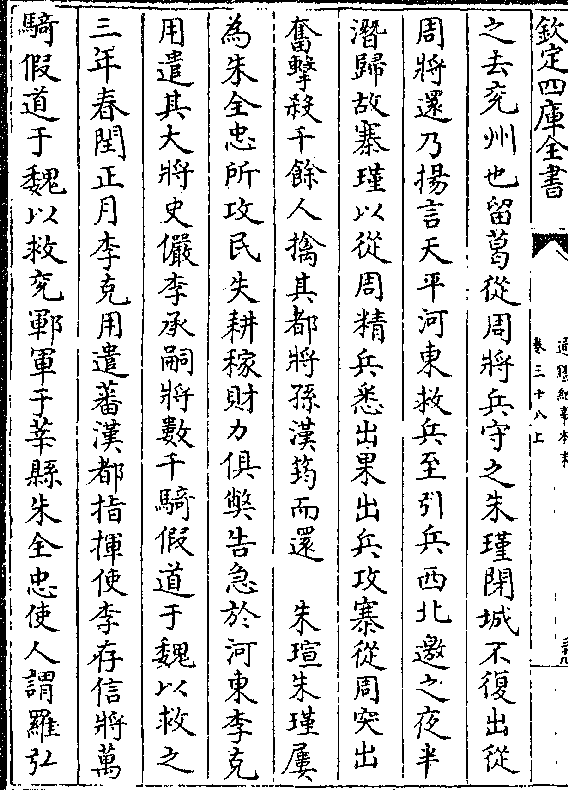 欽定四庫全書
通鑑紀事本末
卷三十八上
之去兖州也留葛從周將兵守之朱瑾閉城不復出從
周將還乃揚言天平河東救兵至引兵西北邀之夜半
潛歸故寨瑾以從周精兵悉出果出兵攻寨從周突出
奮擊殺千餘人擒其都將孫漢筠而還　朱瑄朱瑾屢
為朱全忠所攻民失耕稼財力俱弊告急於河東李克
用遣其大將史儼李承嗣將數千騎假道于魏以救之
三年春閏正月李克用遣蕃漢都指揮使李存信將萬
騎假道于魏以救兖鄆軍于莘縣朱全忠使人謂羅弘